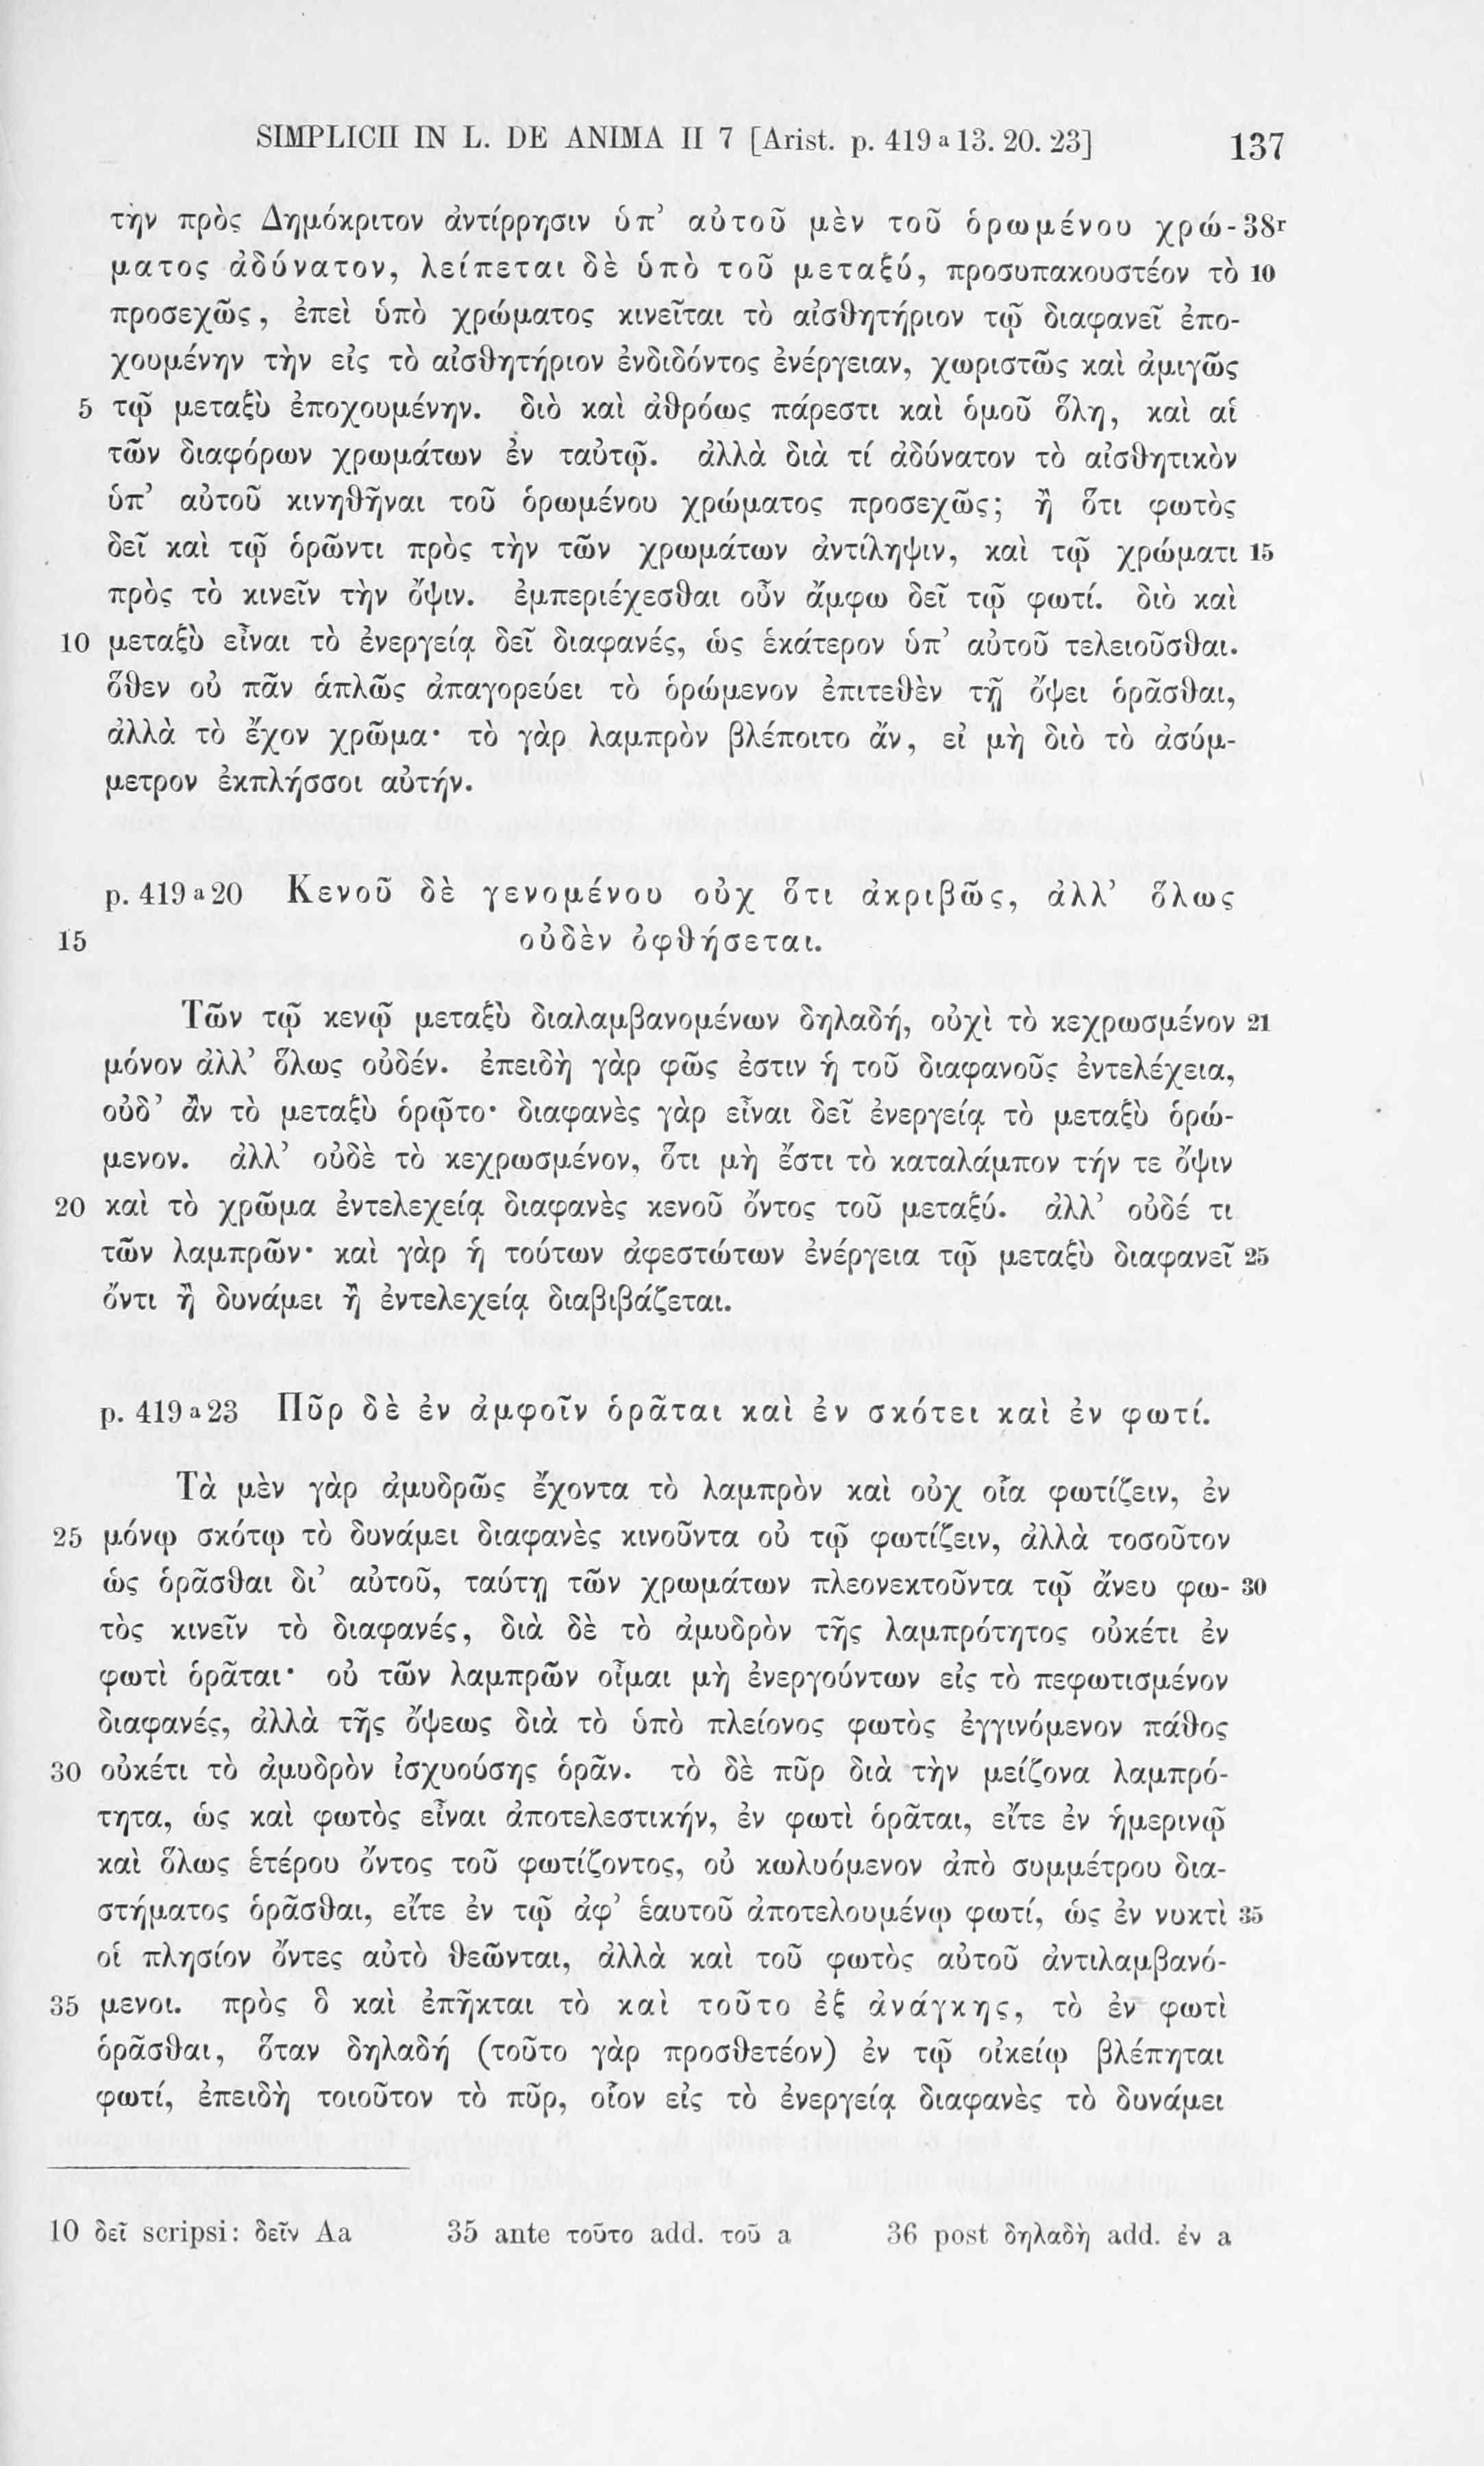 SIMPLICII IN L. DE ANIMA II 7 [Arist. p. 419 a 13. 20. 23] 137
τὴν πρὸς Δημόκριτον ἀντίρρησιν ὑπ’ αὐτοῦ μὲν τοῦ ὁρωμένου χρώ- 38r
ματος ἀδύνατον, λείπεται δὲ ὑπὸ τοῦ μεταξύ, προσυπακουστέον τὸ 10
προσεχῶς, ἐπεὶ ὑπὸ χρώματος κινεῖται τὸ αἰσθητήριον τῷ διαφανεῖ ἐπο-
χουμένην τὴν εἰς τὸ αἰσθητήριον ἐνδιδόντος ἐνέργειαν, χωριστῶς καὶ ἀμιγῶς
5 τῷ μεταξὺ ἐποχουμένην. διὸ καὶ ἀθρόως πάρεστι καὶ ὁμοῦ ὅλη, καὶ αἱ
τῶν διαφόρων χρωμάτων ἐν ταὐτῷ. ἀλλὰ διὰ τί ἀδύνατον τὸ αἰσθητικὸν
ὑπ’ αὐτοῦ κινηθῆναι τοῦ ὁρωμένου χρώματος προσεχῶς; ἢ ὅτι φωτὸς
δεῖ καὶ τῷ ὁρῶντι πρὸς τὴν τῶν χρωμάτων ἀντίληψιν, καὶ τῷ χρώματι 15
πρὸς τὸ κινεῖν τὴν ὄψιν. ἐμπεριέχεσθαι οὖν ἄμφω δεῖ τῷ φωτί. διὸ καὶ
10 μεταξὺ εἶναι τὸ ἐνεργείᾳ δεῖ διαφανές, ὡς ἑκάτερον ὑπ’ αὐτοῦ τελειοῦσθαι.
ὅθεν οὐ πᾶν ἁπλῶς ἀπαγορεύει τὸ ὁρώμενον ἐπιτεθὲν τῇ ὄψει ὁρᾶσθαι,
ἀλλὰ τὸ ἔχον χρῶμα· τὸ γὰρ λαμπρὸν βλέποιτο ἄν, εἰ μὴ διὸ τὸ ἀσύμ-
μετρον ἐκπλήσσοι αὐτήν.
p. 419 a 20 Κενοῦ δὲ γενομένου οὐχ ὅτι ἀκριβῶς, ἀλλ’ ὅλως
15 οὐδὲν ὀφθήσεται.
Τῶν τῷ κενῷ μεταξὺ διαλαμβανομένων δηλαδή, οὐχὶ τὸ κεχρωσμένον 21
μόνον ἀλλ’ ὅλως οὐδέν. ἐπειδὴ γὰρ φῶς ἐστιν ἡ τοῦ διαφανοῦς ἐντελέχεια,
οὐδ’ ἂν τὸ μεταξὺ ὁρῷτο· διαφανὲς γὰρ εἶναι δεῖ ἐνεργείᾳ τὸ μεταξὺ ὁρώ-
μενον. ἀλλ’ οὐδὲ τὸ κεχρωσμένον, ὅτι μὴ ἔστι τὸ καταλάμπον τήν τε ὄψιν
20 καὶ τὸ χρῶμα ἐντελεχείᾳ διαφανὲς κενοῦ ὄντος τοῦ μεταξύ. ἀλλ’ οὐδέ τι
τῶν λαμπρῶν· καὶ γὰρ ἡ τούτων ἀφεστώτων ἐνέργεια τῷ μεταξὺ διαφανεῖ 25
ὄντι ἢ δυνάμει ἢ ἐντελεχείᾳ διαβιβάζεται.
p. 419 a 23 Πῦρ δὲ ἐν ἀμφοῖν ὁρᾶται καὶ ἐν σκότει καὶ ἐν φωτί.
Τὰ μὲν γὰρ ἀμυδρῶς ἔχοντα τὸ λαμπρὸν καὶ οὐχ οἷα φωτίζειν, ἐν
25 μόνῳ σκότῳ τὸ δυνάμει διαφανὲς κινοῦντα οὐ τῷ φωτίζειν, ἀλλὰ τοσοῦτον
ὡς ὁρᾶσθαι δι’ αὐτοῦ, ταύτῃ τῶν χρωμάτων πλεονεκτοῦντα τῷ ἄνευ φω- 30
τὸς κινεῖν τὸ διαφανές, διὰ δὲ τὸ ἀμυδρὸν τῆς λαμπρότητος οὐκέτι ἐν
φωτὶ ὁρᾶται· οὐ τῶν λαμπρῶν οἶμαι μὴ ἐνεργούντων εἰς τὸ πεφωτισμένον
διαφανές, ἀλλὰ τῆς ὄψεως διὰ τὸ ὑπὸ πλείονος φωτὸς ἐγγινόμενον πάθος
30 οὐκέτι τὸ ἀμυδρὸν ἰσχυούσης ὁρᾶν. τὸ δὲ πῦρ διὰ τὴν μείζονα λαμπρό-
τητα, ὡς καὶ φωτὸς εἶναι ἀποτελεστικήν, ἐν φωτὶ ὁρᾶται, εἴτε ἐν ἡμερινῷ
καὶ ὅλως ἑτέρου ὄντος τοῦ φωτίζοντος, οὐ κωλυόμενον ἀπὸ συμμέτρου δια-
στήματος ὁρᾶσθαι, εἴτε ἐν τῷ ἀφ’ ἑαυτοῦ ἀποτελουμένῳ φωτί, ὡς ἐν νυκτὶ 35
οἱ πλησίον ὄντες αὐτὸ θεῶνται, ἀλλὰ καὶ τοῦ φωτὸς αὐτοῦ ἀντιλαμβανό-
35 μενοι. πρὸς ὃ καὶ ἐπῆκται τὸ καὶ τοῦτο ἐξ ἀνάγκης, τὸ ἐν φωτὶ
ὁρᾶσθαι, ὅταν δηλαδή (τοῦτο γὰρ προσθετέον) ἐν τῷ οἰκείῳ βλέπηται
φωτί, ἐπειδὴ τοιοῦτον τὸ πῦρ, οἷον εἰς τὸ ἐνεργείᾳ διαφανὲς τὸ δυνάμει
10 δεῖ scripsi: δεῖν Aa 35 ante τοῦτο add. τοῦ a 36 post δηλαδὴ add. ἐν a